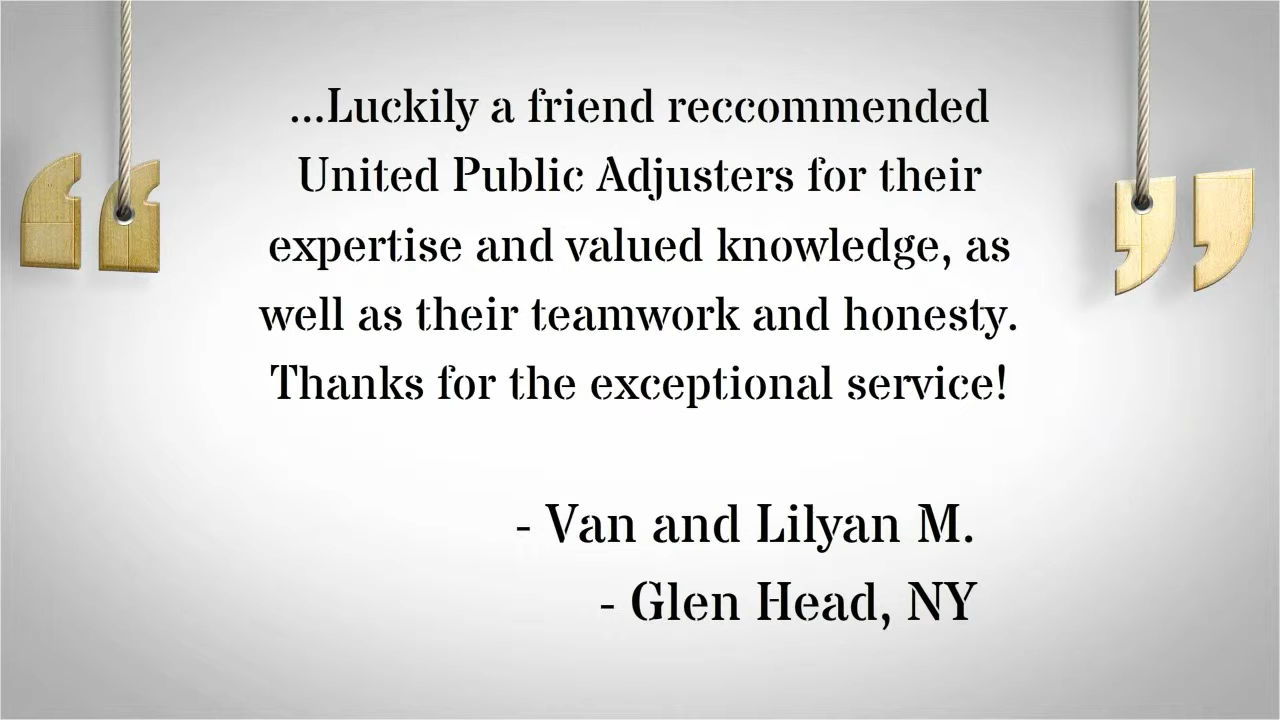 ...Luckily a friend reccommended
United Public Adjusters for their
expertise and valued knowledge, as
well as their teamwork and honesty.
Thanks for the exceptional service!
- Van and Lilyan M.
- Glen Head, NY